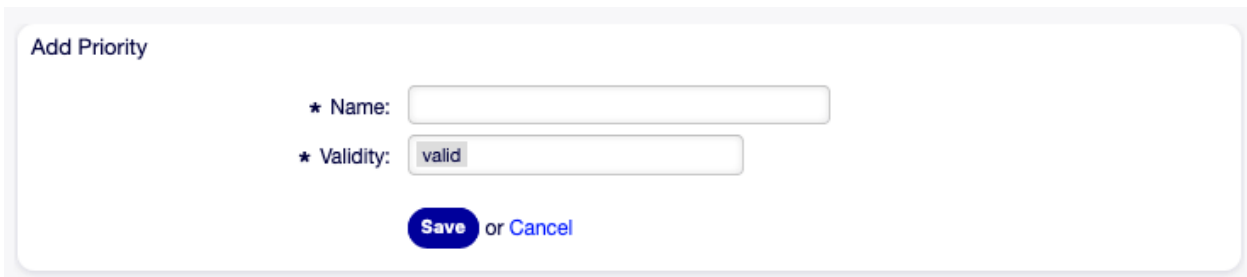 Add Priority
★ Name:
★ Validity: valid
Save or Cancel